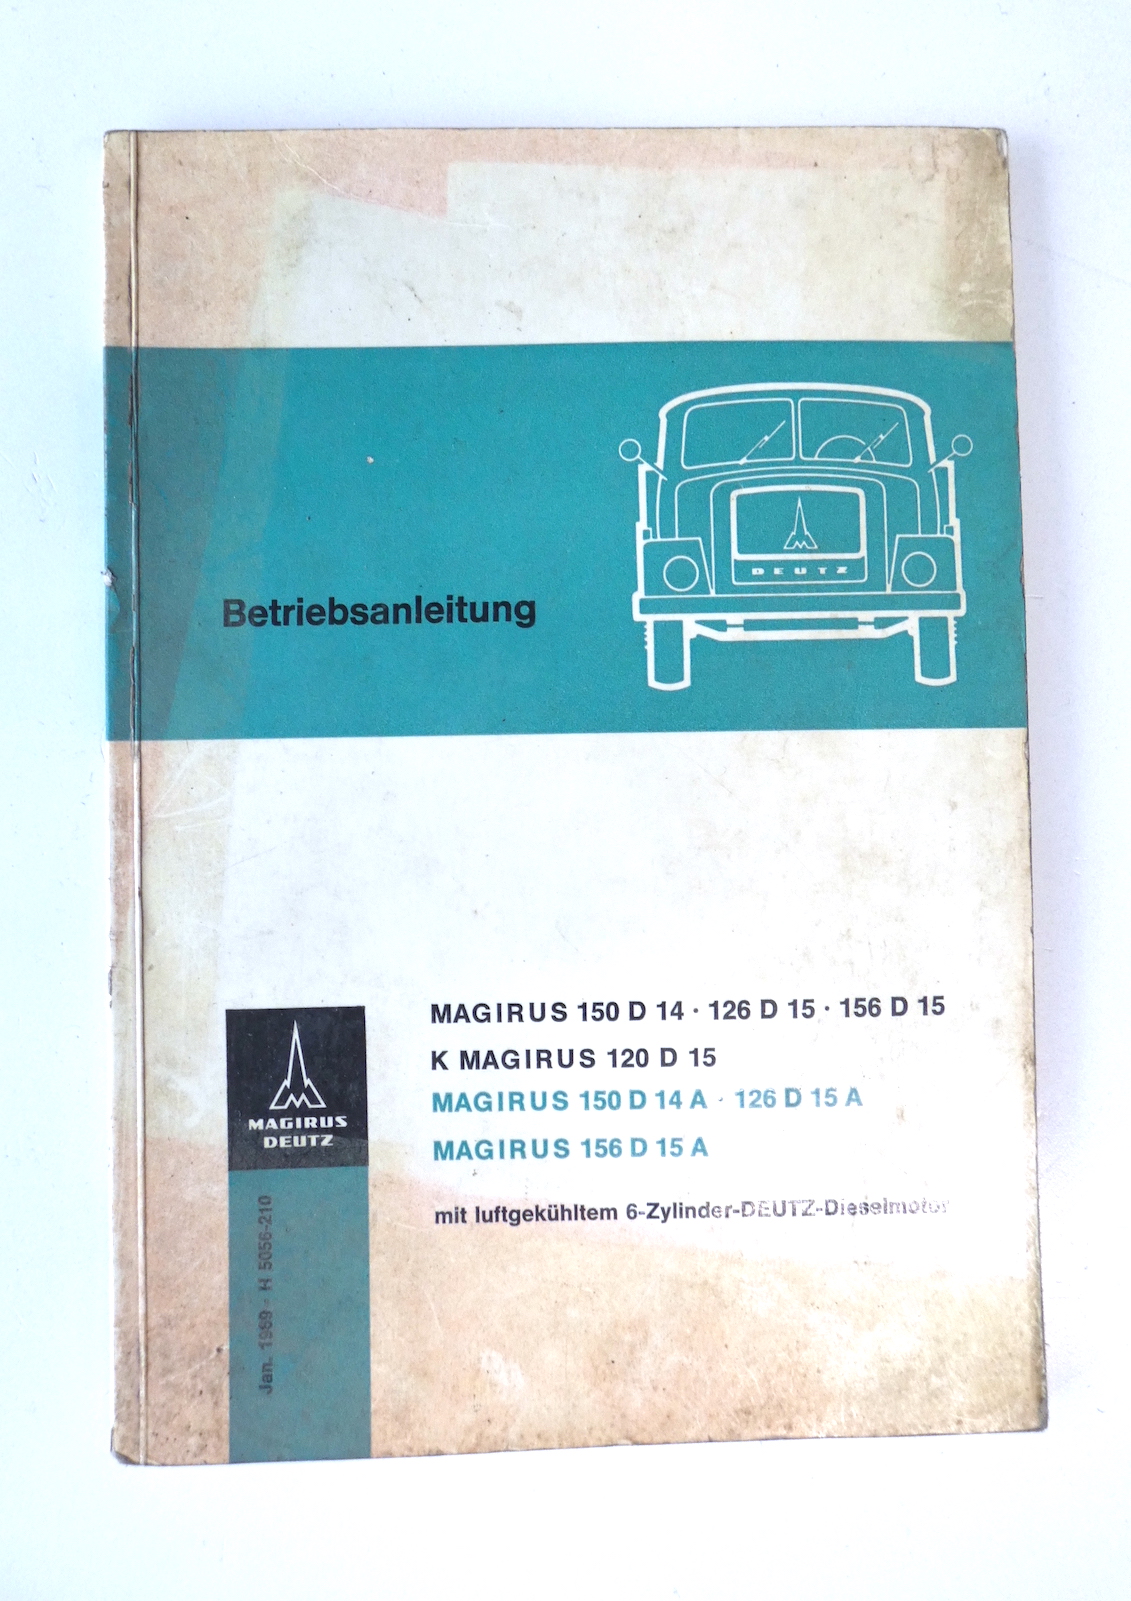 DEUTZ
Betriebsanleitung
MAGIRUS 150 D 14 · 126 D 15 · 156 D 15
K MAGIRUS 120 D 15
MAGIRUS 150 D 14 A · 126 D 15 A
MAGIRUS 156 D 15 A
mit luftgekühltem 6-Zylinder-DEUTZ-Dieselmotor
MAGIRUS
DEUTZ
Jan. 1969 · H 5056-210